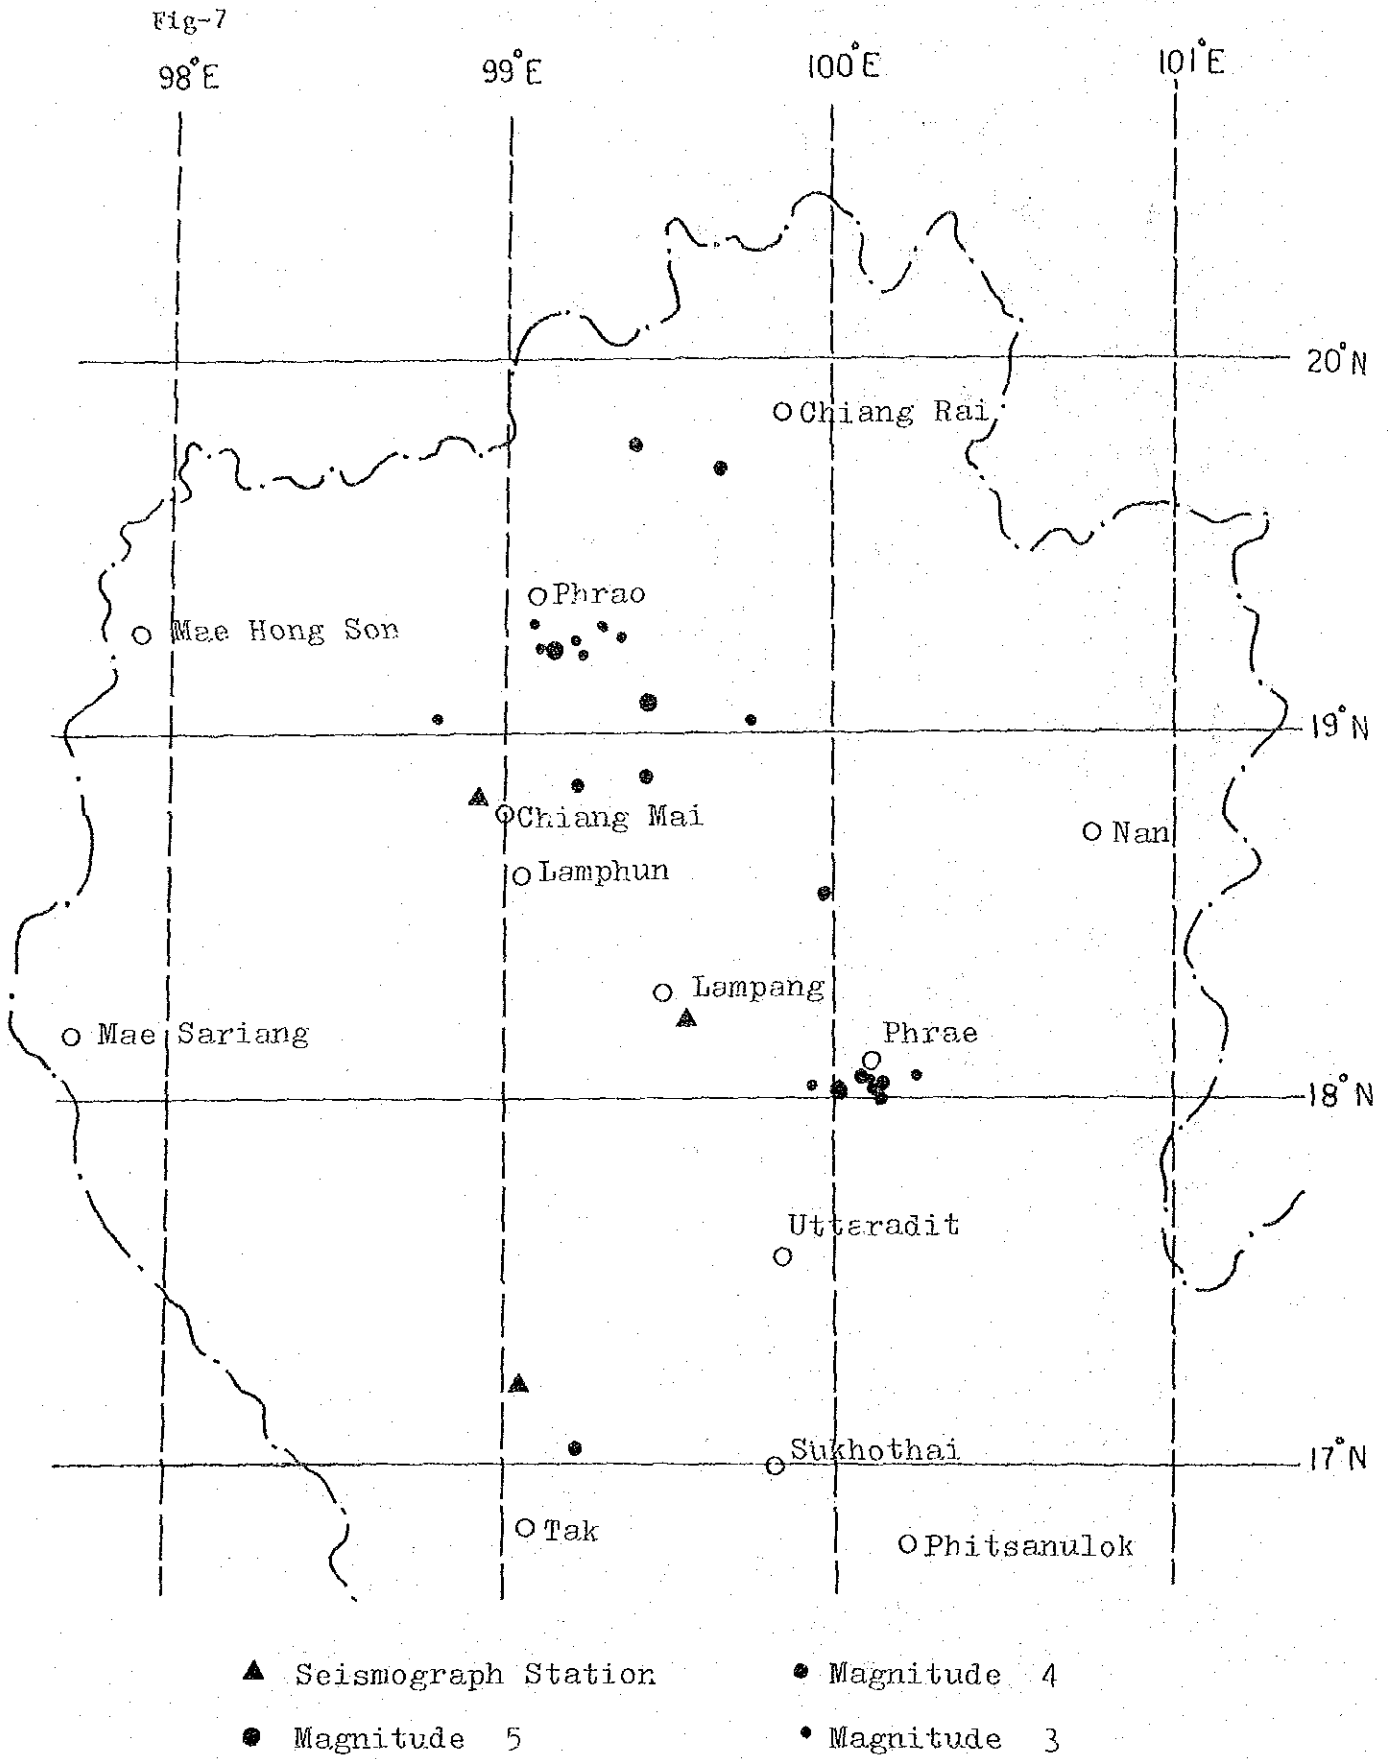 Fig-7
98°E 99°E 100°E 101°E
20°N
Chiang Rai
Phrao
Mae Hong Son
19°N
Chiang Mai
Nan
Lamphun
Lampang
Mae Sariang
Phrae
18°N
Uttaradit
Sukhothai
17°N
Tak
Phitsanulok
Seismograph Station
Magnitude 4
Magnitude 5
Magnitude 3